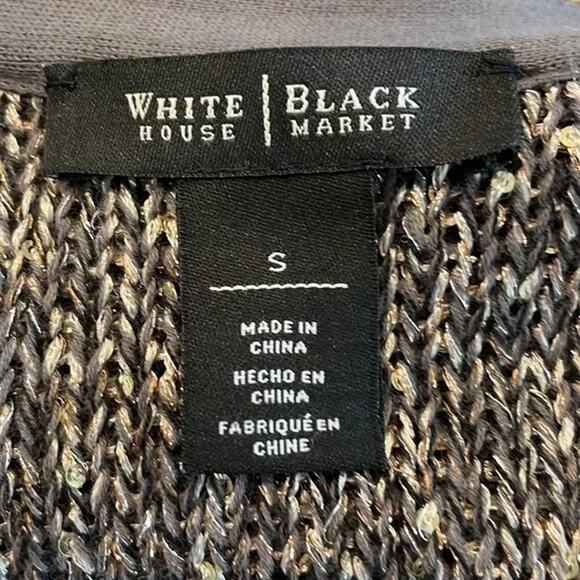 WHITE | BLACK
HOUSE | MARKET
S
MADE IN
CHINA
HECHO EN
CHINA
FABRIQUÉ EN
CHINE